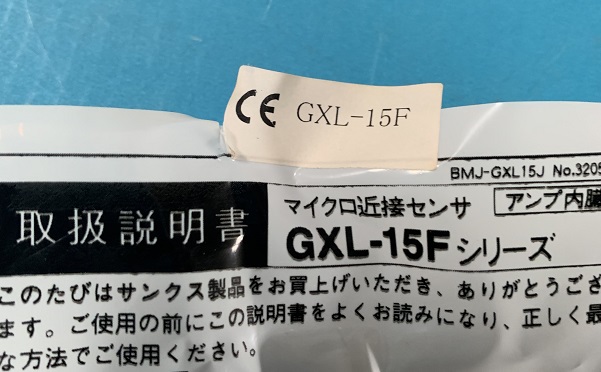 CE GXL-15F
BMJ-GXL15J No.3205
取扱説明書
マイクロ近接センサ
アンプ内臓
GXL-15Fシリーズ
このたびはサンクス製品をお買上げいただき、ありがとうござ
ます。ご使用の前にこの説明書をよくお読みになり、正しく最
な方法でご使用ください。